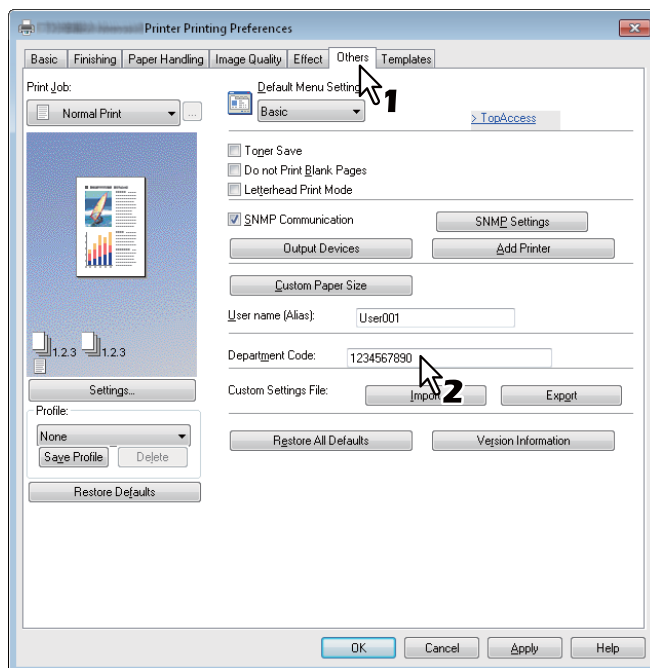 Printer Printing Preferences
Basic Finishing Paper Handling Image Quality Effect Others Templates
Print Job:
Normal Print
...
1.2.3 1.2.3
Settings...
Profile:
None
Save Profile Delete
Restore Defaults
Default Menu Setting
1
Basic
> TopAccess
Toner Save
Do not Print Blank Pages
Letterhead Print Mode
SNMP Communication SNMP Settings
Output Devices Add Printer
Custom Paper Size
User name (Alias): User001
Department Code: 1234567890
2
Custom Settings File: Import Export
Restore All Defaults Version Information
OK Cancel Apply Help